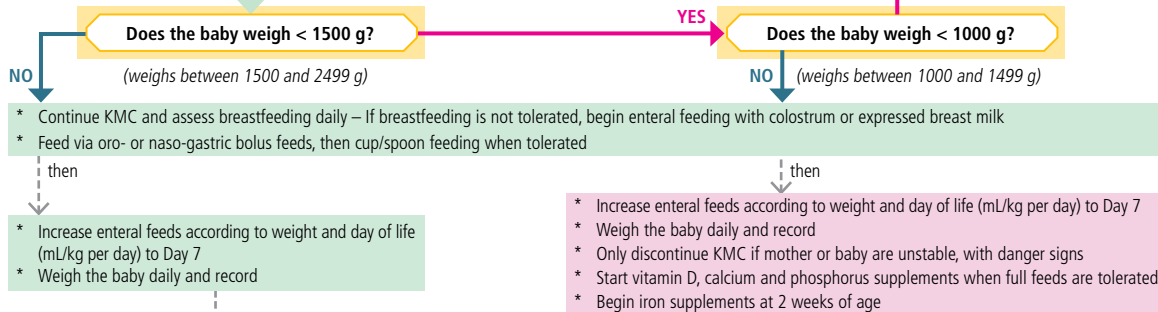 Does the baby weigh < 1500 g?
YES
Does the baby weigh < 1000 g?
NO
(weighs between 1500 and 2499 g)
NO
(weighs between 1000 and 1499 g)
* Continue KMC and assess breastfeeding daily – If breastfeeding is not tolerated, begin enteral feeding with colostrum or expressed breast milk
* Feed via oro- or naso-gastric bolus feeds, then cup/spoon feeding when tolerated
then
* Increase enteral feeds according to weight and day of life
(mL/kg per day) to Day 7
* Weigh the baby daily and record
then
* Increase enteral feeds according to weight and day of life (mL/kg per day) to Day 7
* Weigh the baby daily and record
* Only discontinue KMC if mother or baby are unstable, with danger signs
* Start vitamin D, calcium and phosphorus supplements when full feeds are tolerated
* Begin iron supplements at 2 weeks of age